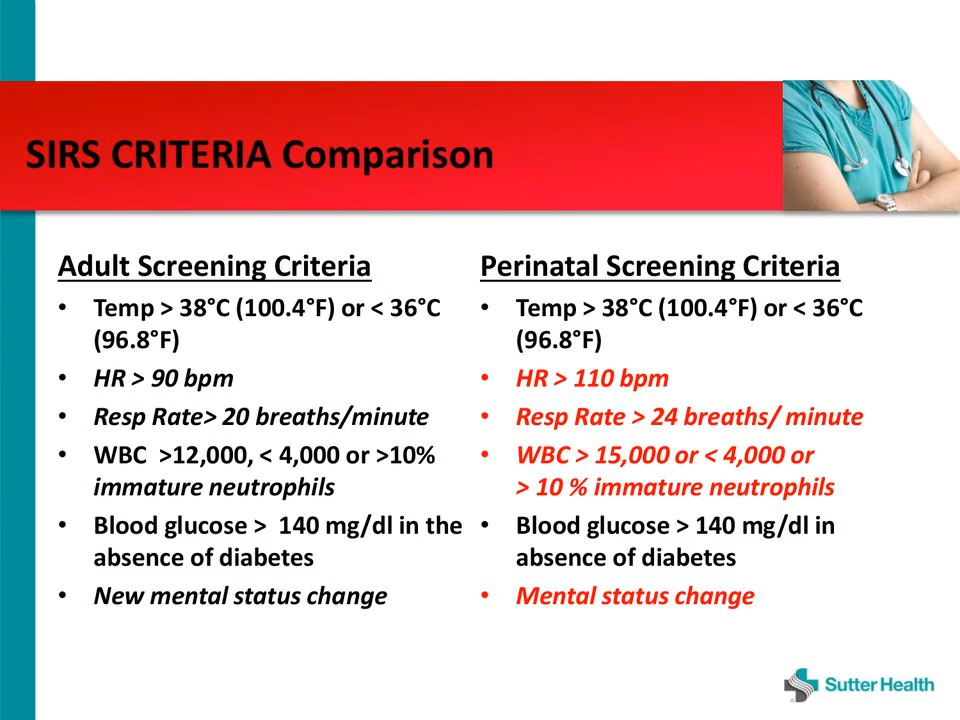 SIRS CRITERIA Comparison
Adult Screening Criteria
• Temp > 38°C (100.4°F) or < 36°C
(96.8°F)
• HR > 90 bpm
• Resp Rate> 20 breaths/minute
• WBC >12,000, < 4,000 or >10%
immature neutrophils
• Blood glucose > 140 mg/dl in the
absence of diabetes
• New mental status change
Perinatal Screening Criteria
• Temp > 38°C (100.4°F) or < 36°C
(96.8°F)
• HR > 110 bpm
• Resp Rate > 24 breaths/ minute
• WBC > 15,000 or < 4,000 or
> 10 % immature neutrophils
• Blood glucose > 140 mg/dl in
absence of diabetes
• Mental status change
Sutter Health